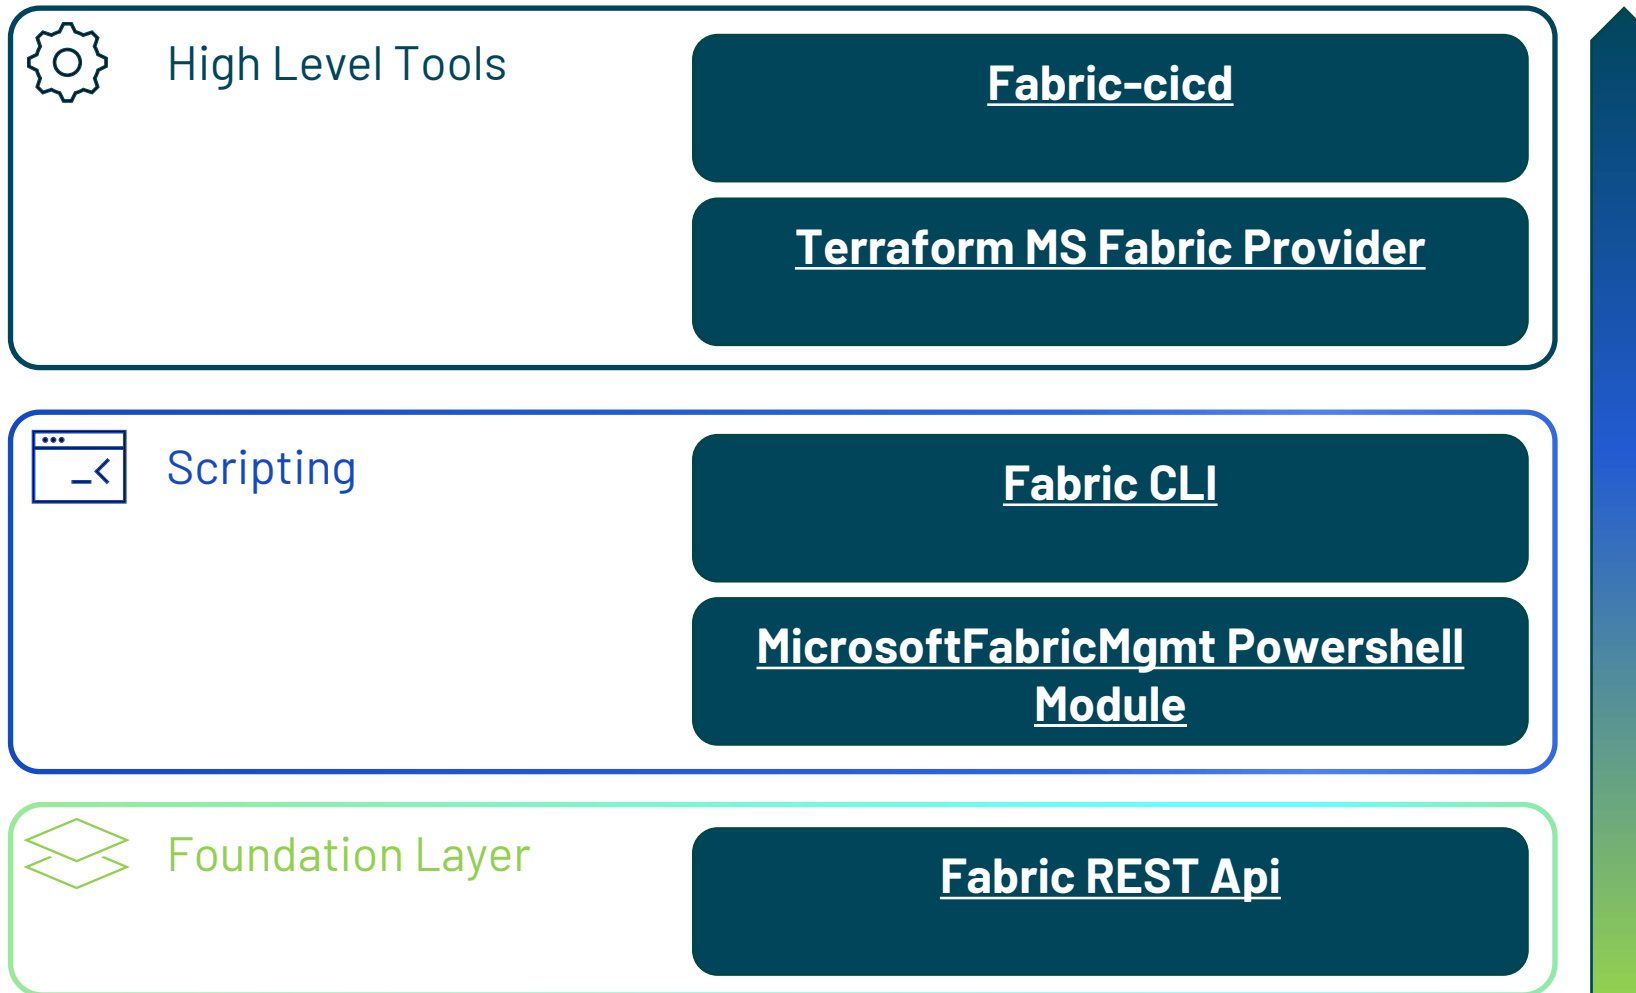 High Level Tools
Fabric-cicd
Terraform MS Fabric Provider
Scripting
Fabric CLI
MicrosoftFabricMgmt Powershell
Module
Foundation Layer
Fabric REST Api